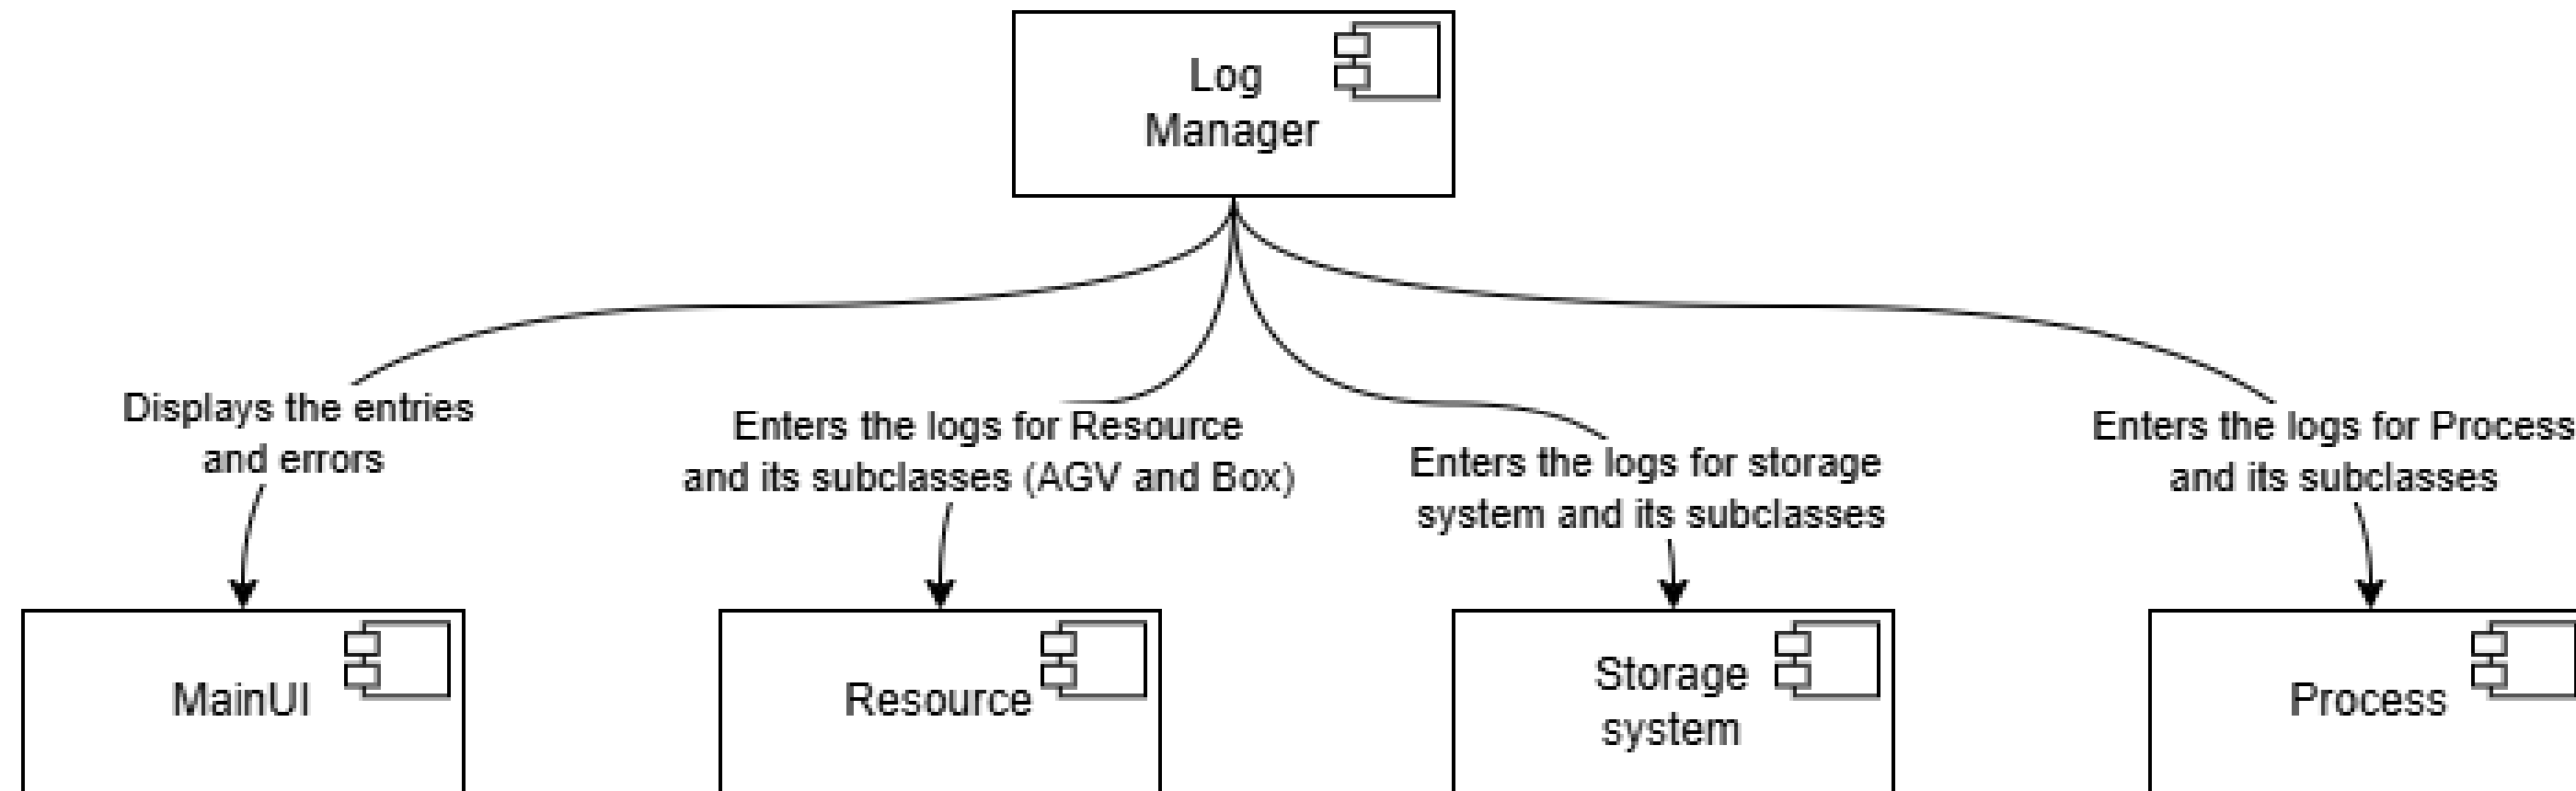 Log
Manager
Displays the entries
and errors
Enters the logs for Resource
and its subclasses (AGV and Box)
Enters the logs for storage
system and its subclasses
Enters the logs for Process
and its subclasses
MainUI
Resource
Storage
system
Process